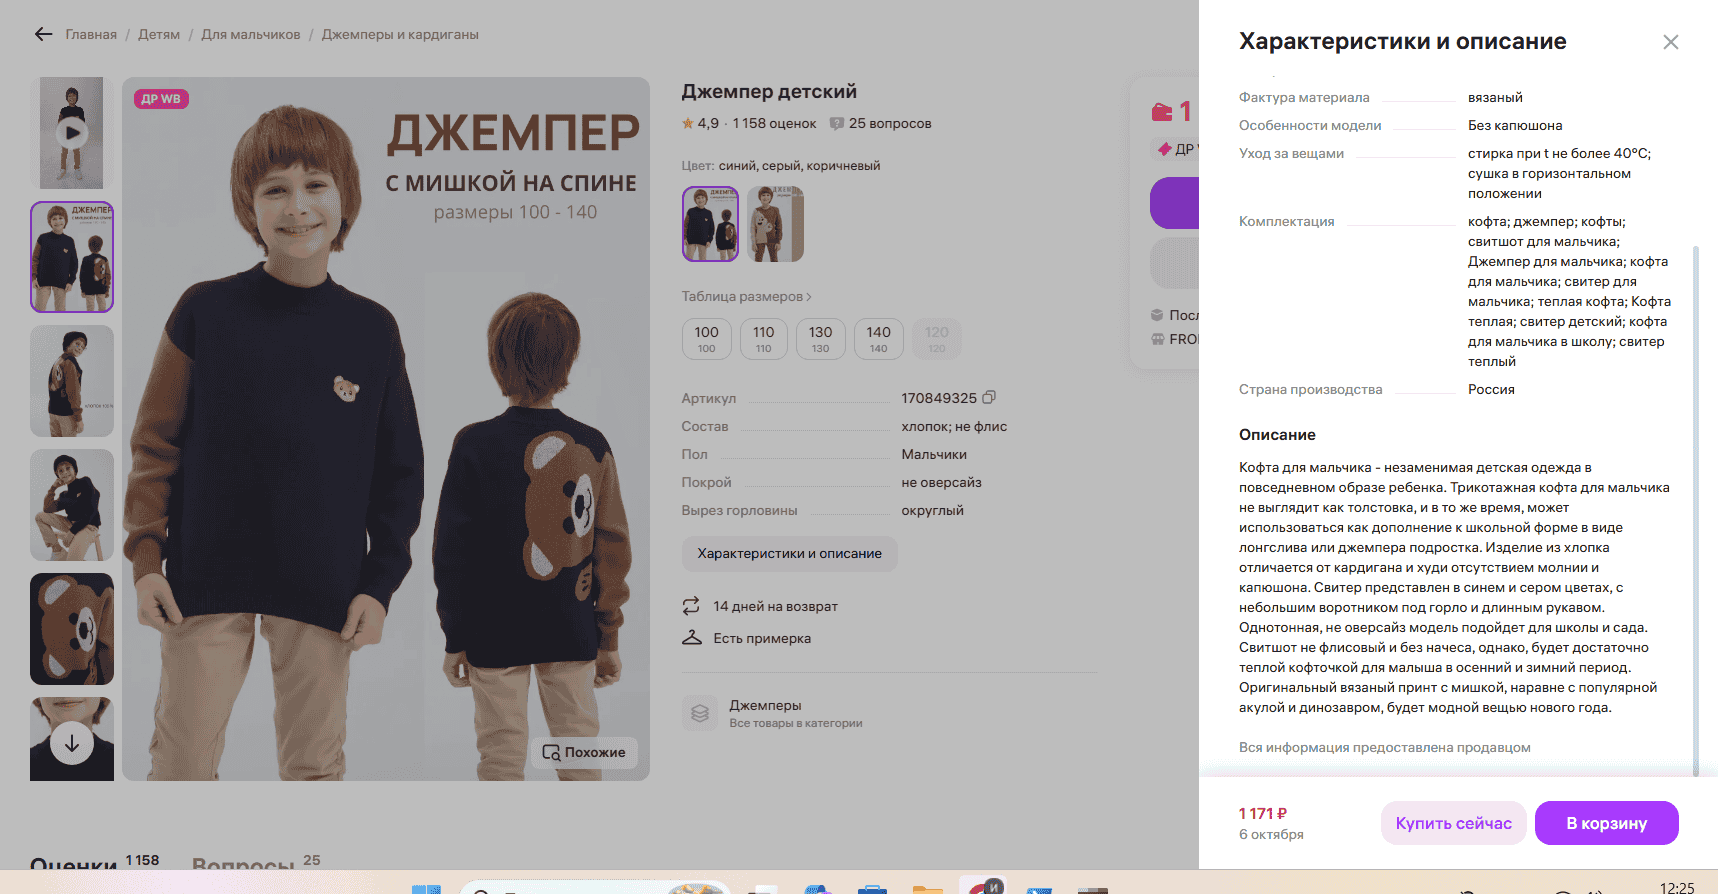 Главная / Детям / Для мальчиков / Джемперы и кардиганы
ДР WB
ДЖЕМПЕР
С МИШКОЙ НА СПИНЕ
размеры 100 - 140
ДЖЕМПЕР
С МИШКОЙ НА СПИНЕ
размеры 100 - 140
ХЛОПОК 100 %
Похожие
Джемпер детский
4,9 · 1 158 оценок 25 вопросов
Цвет: синий, серый, коричневый
Таблица размеров
100 110 130 140 120
100 110 130 140 120
Артикул 170849325
Состав хлопок; не флис
Пол Мальчики
Покрой не оверсайз
Вырез горловины округлый
Характеристики и описание
14 дней на возврат
Есть примерка
Джемперы
Все товары в категории
1
ДР
Оценки 1 158 Вопросы 25
Характеристики и описание
Фактура материала вязаный
Особенности модели Без капюшона
Уход за вещами стирка при t не более 40°C;
сушка в горизонтальном
положении
Комплектация кофта; джемпер; кофты;
свитшот для мальчика;
Джемпер для мальчика; кофта
для мальчика; свитер для
мальчика; теплая кофта; Кофта
теплая; свитер детский; кофта
для мальчика в школу; свитер
теплый
Страна производства Россия
Описание
Кофта для мальчика - незаменимая детская одежда в
повседневном образе ребенка. Трикотажная кофта для мальчика
не выглядит как толстовка, и в то же время, может
использоваться как дополнение к школьной форме в виде
лонгслива или джемпера подростка. Изделие из хлопка
отличается от кардигана и худи отсутствием молнии и
капюшона. Свитер представлен в синем и сером цветах, с
небольшим воротником под горло и длинным рукавом.
Однотонная, не оверсайз модель подойдет для школы и сада.
Свитшот не флисовый и без начеса, однако, будет достаточно
теплой кофточкой для малыша в осенний и зимний период.
Оригинальный вязаный принт с мишкой, наравне с популярной
акулой и динозавром, будет модной вещью нового года.
Вся информация предоставлена продавцом
1 171 ₽
6 октября
Купить сейчас
В корзину
12:25